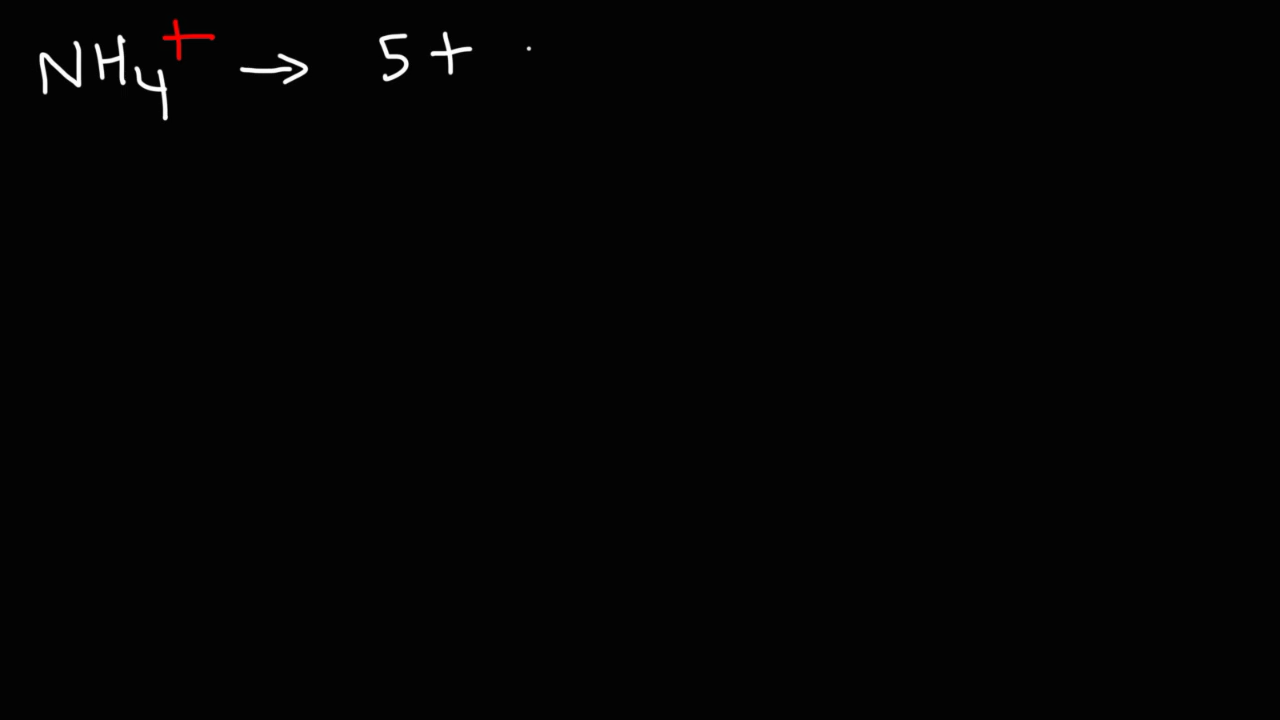 NH₄⁺ → 5 +